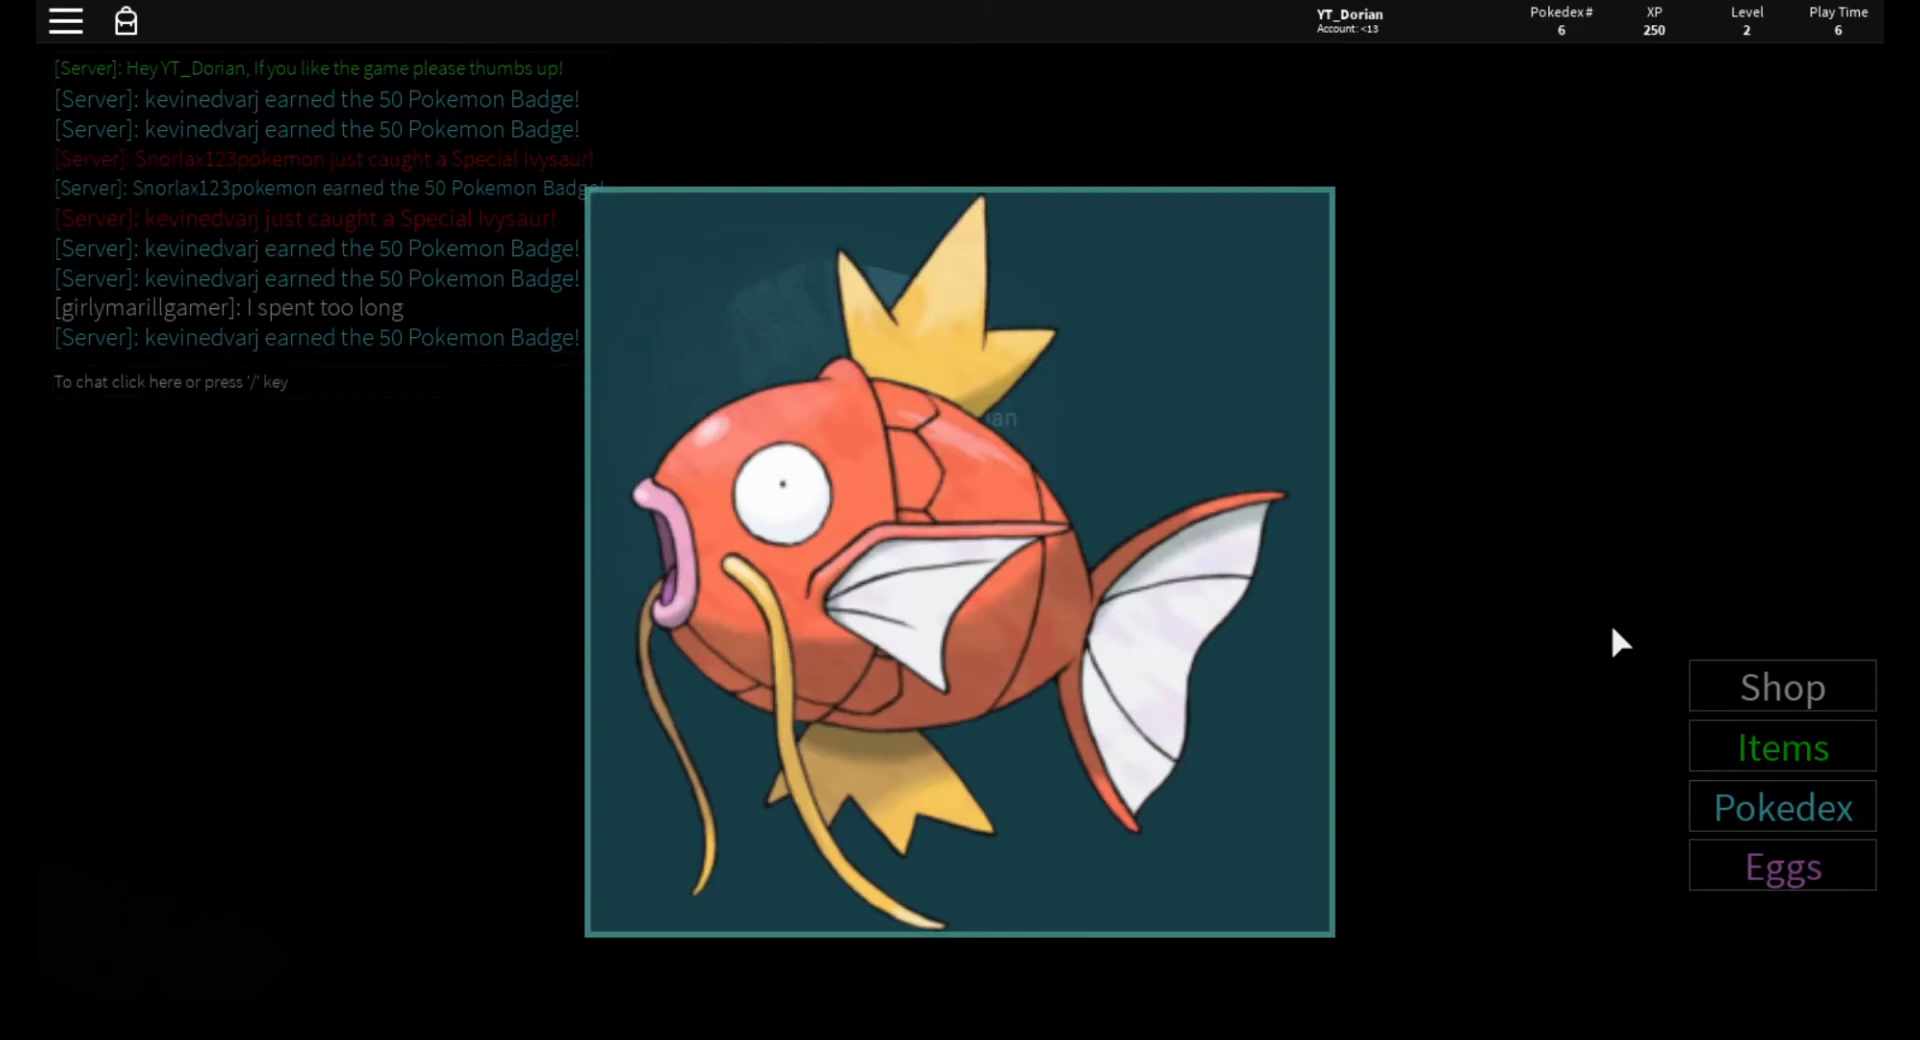 YT_Dorian
Account: <13
Pokedex #
6
XP
250
Level
2
Play Time
6
[Server]: Hey YT_Dorian, If you like the game please thumbs up!
[Server]: kevinedvarj earned the 50 Pokemon Badge!
[Server]: kevinedvarj earned the 50 Pokemon Badge!
[Server]: Snorlax123pokemon just caught a Special Ivysaur!
[Server]: Snorlax123pokemon earned the 50 Pokemon Badge!
[Server]: kevinedvarj just caught a Special Ivysaur!
[Server]: kevinedvarj earned the 50 Pokemon Badge!
[Server]: kevinedvarj earned the 50 Pokemon Badge!
[girlymarillgamer]: I spent too long
[Server]: kevinedvarj earned the 50 Pokemon Badge!
To chat click here or press '/' key
Shop
Items
Pokedex
Eggs